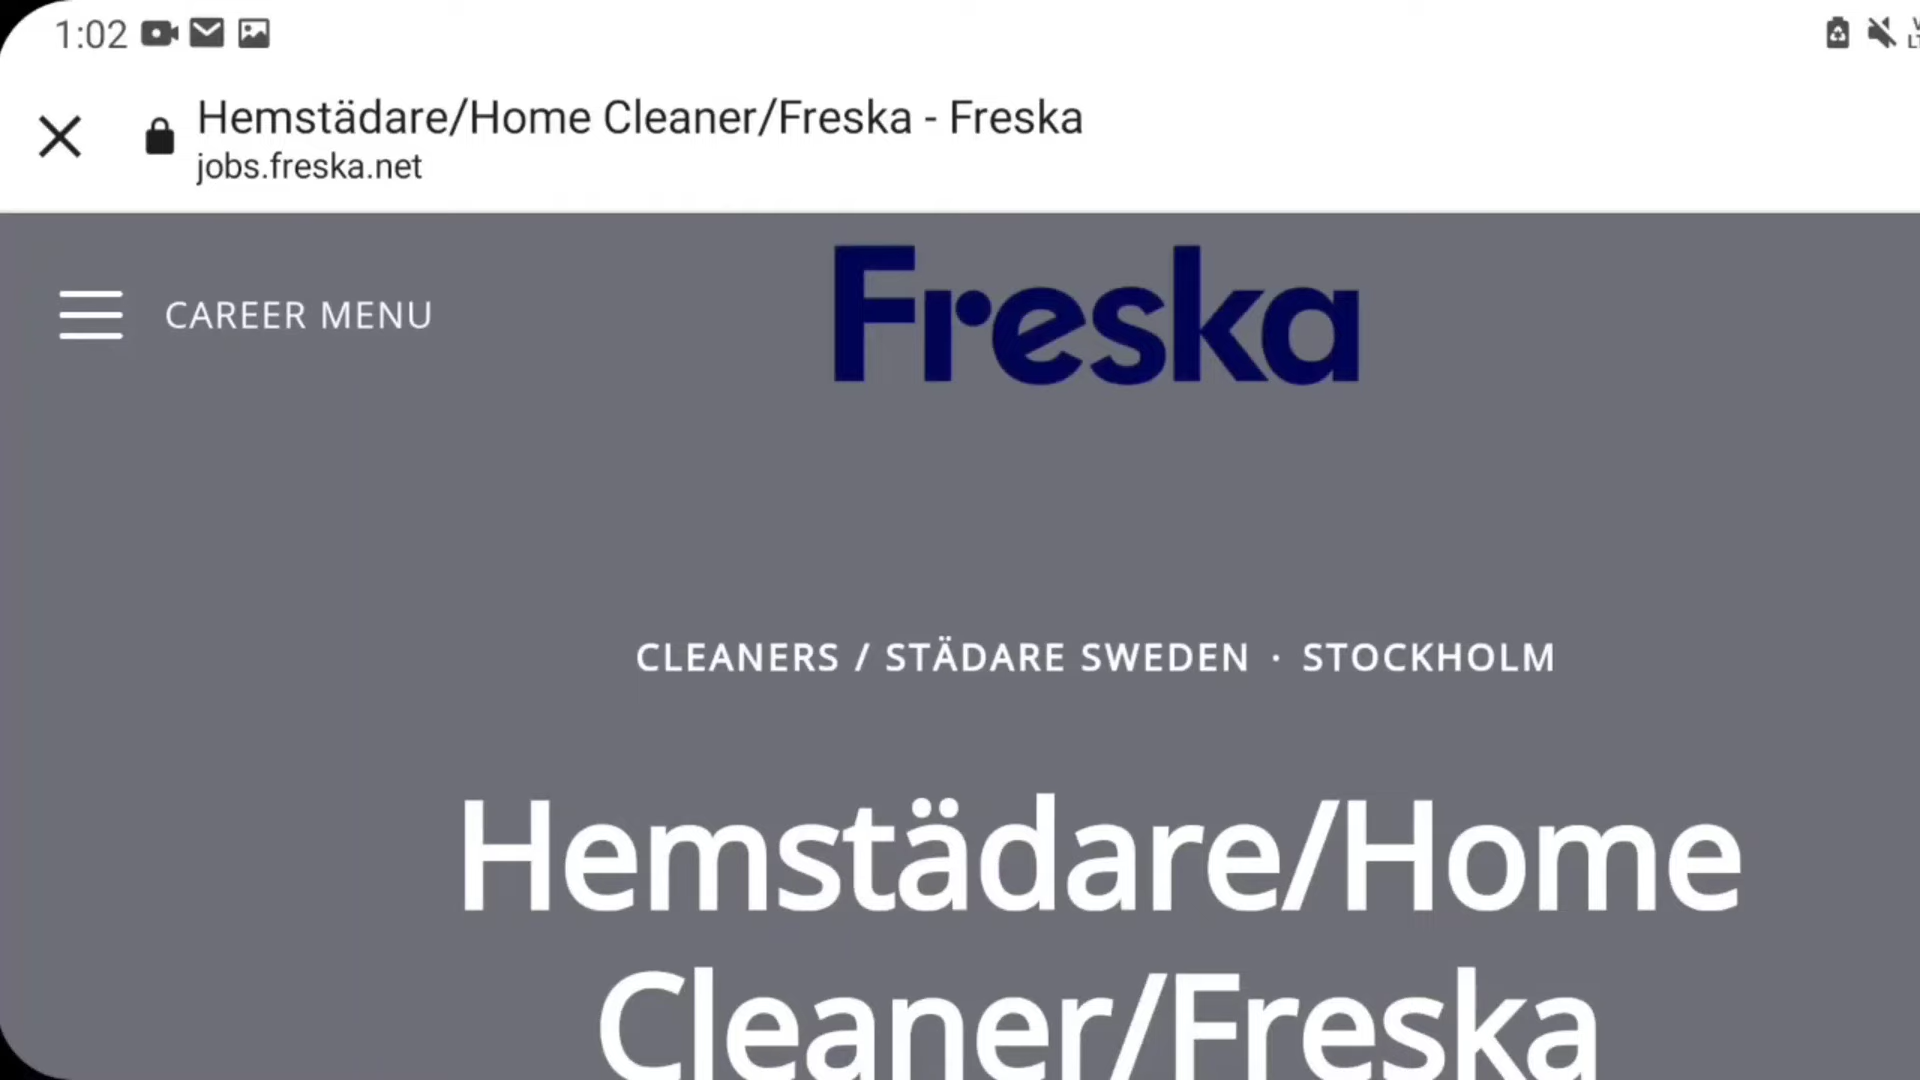 1:02
Hemstädare/Home Cleaner/Freska - Freska
jobs.freska.net
CAREER MENU
Freska
CLEANERS / STÄDARE SWEDEN · STOCKHOLM
Hemstädare/Home
Cleaner/Freska